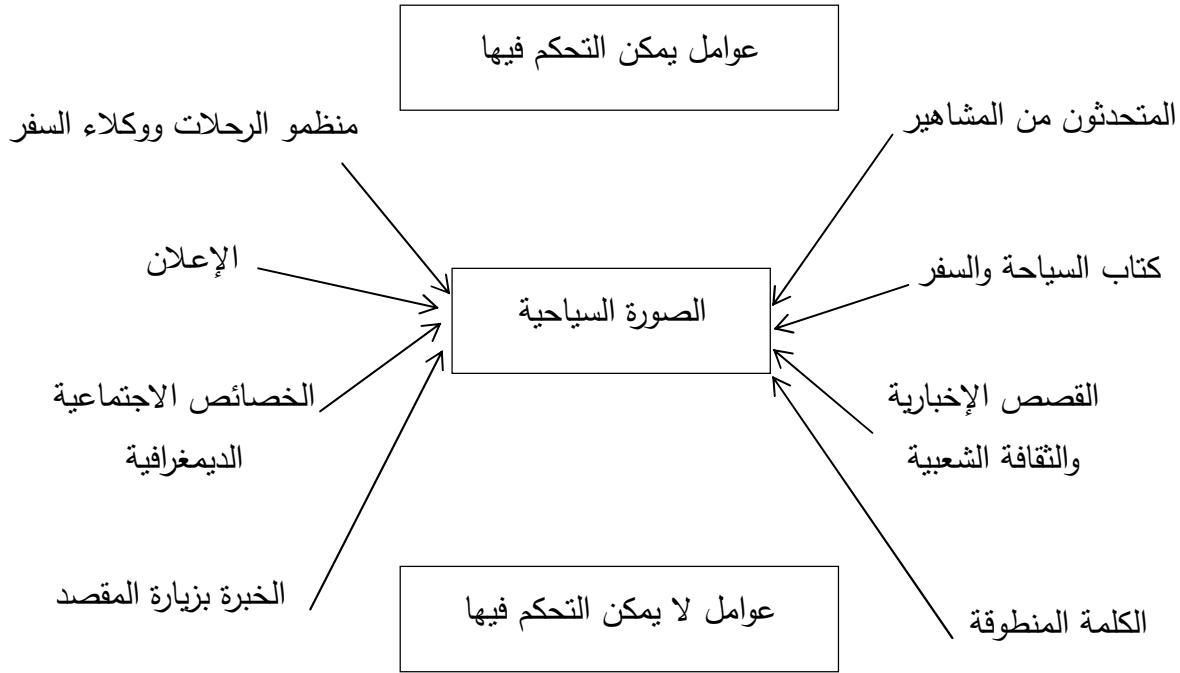 عوامل يمكن التحكم فيها
المتحدثون من المشاهير
منظمو الرحلات ووكلاء السفر
كتاب السياحة والسفر
الإعلان
الصورة السياحية
القصص الإخبارية
والثقافة الشعبية
الخصائص الاجتماعية
الديمغرافية
الكلمة المنطوقة
الخبرة بزيارة المقصد
عوامل لا يمكن التحكم فيها